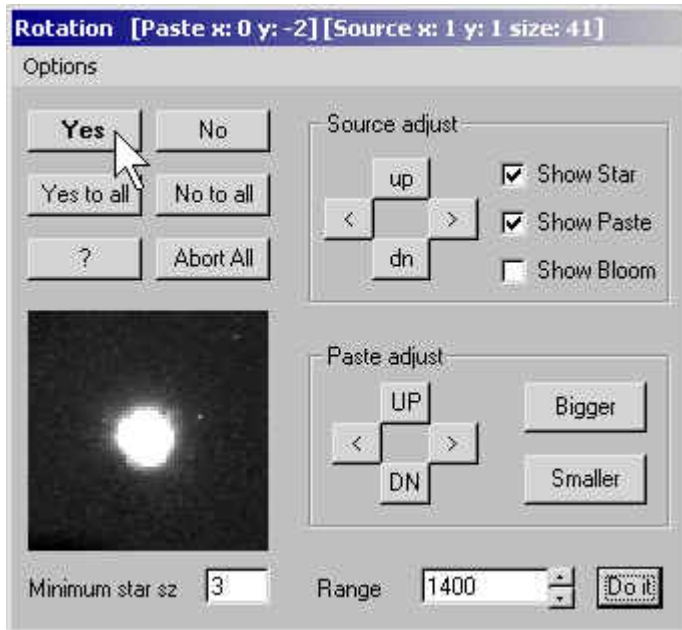 Rotation [Paste x: 0 y: -2] [Source x: 1 y: 1 size: 41]
Options
Yes
No
Yes to all
No to all
?
Abort All
Source adjust
up
<
>
dn
Show Star
Show Paste
Show Bloom
Paste adjust
UP
<
>
DN
Bigger
Smaller
Minimum star sz 3
Range 1400
Do it